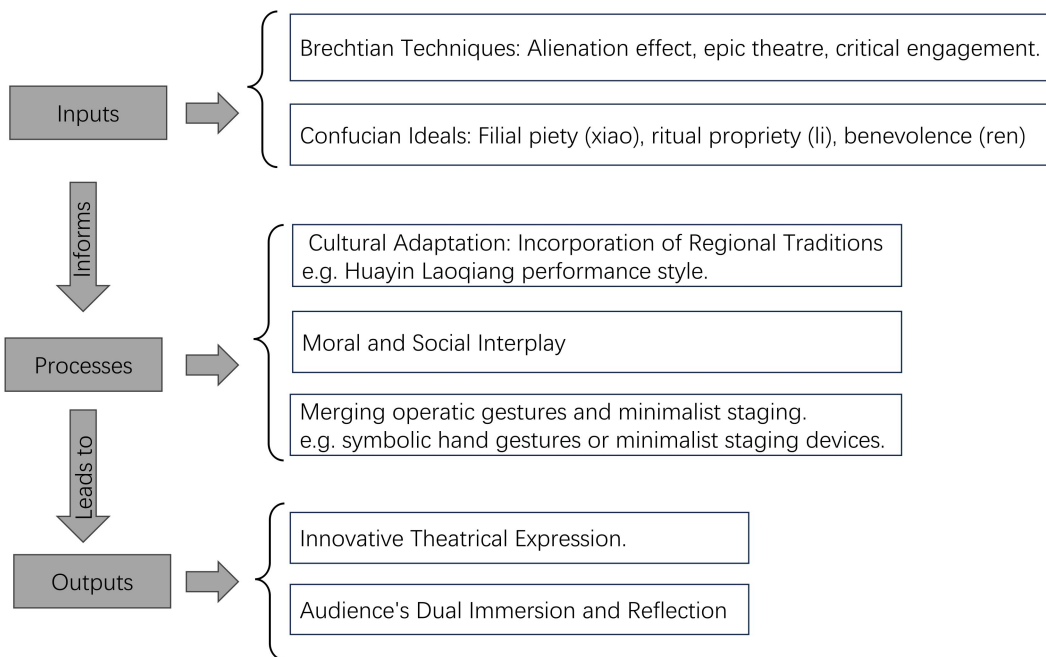 Brechtian Techniques: Alienation effect, epic theatre, critical engagement.
Inputs
Confucian Ideals: Filial piety (xiao), ritual propriety (li), benevolence (ren)
Informs
Cultural Adaptation: Incorporation of Regional Traditions
e.g. Huayin Laoqiang performance style.
Moral and Social Interplay
Processes
Merging operatic gestures and minimalist staging.
e.g. symbolic hand gestures or minimalist staging devices.
Leads to
Innovative Theatrical Expression.
Outputs
Audience's Dual Immersion and Reflection